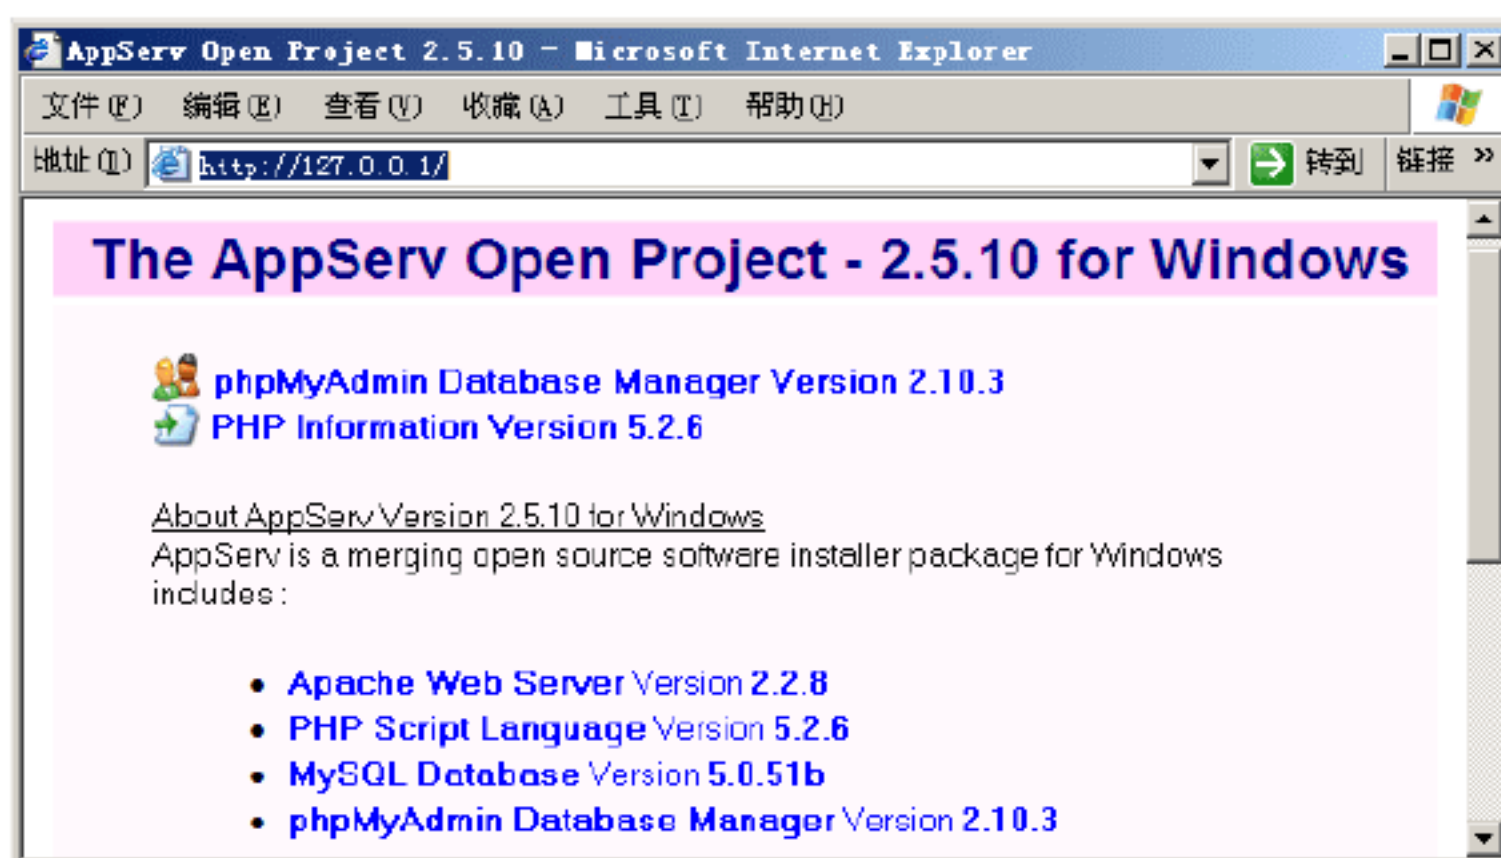 AppServ Open Project 2.5.10 - Microsoft Internet Explorer
文件(F) 编辑(E) 查看(V) 收藏(A) 工具(T) 帮助(H)
地址(D) http://127.0.0.1/ 转到 链接 »
The AppServ Open Project - 2.5.10 for Windows
phpMyAdmin Database Manager Version 2.10.3
PHP Information Version 5.2.6
About AppServ Version 2.5.10 for Windows
AppServ is a merging open source software installer package for Windows
includes :
• Apache Web Server Version 2.2.8
• PHP Script Language Version 5.2.6
• MySQL Database Version 5.0.51b
• phpMyAdmin Database Manager Version 2.10.3